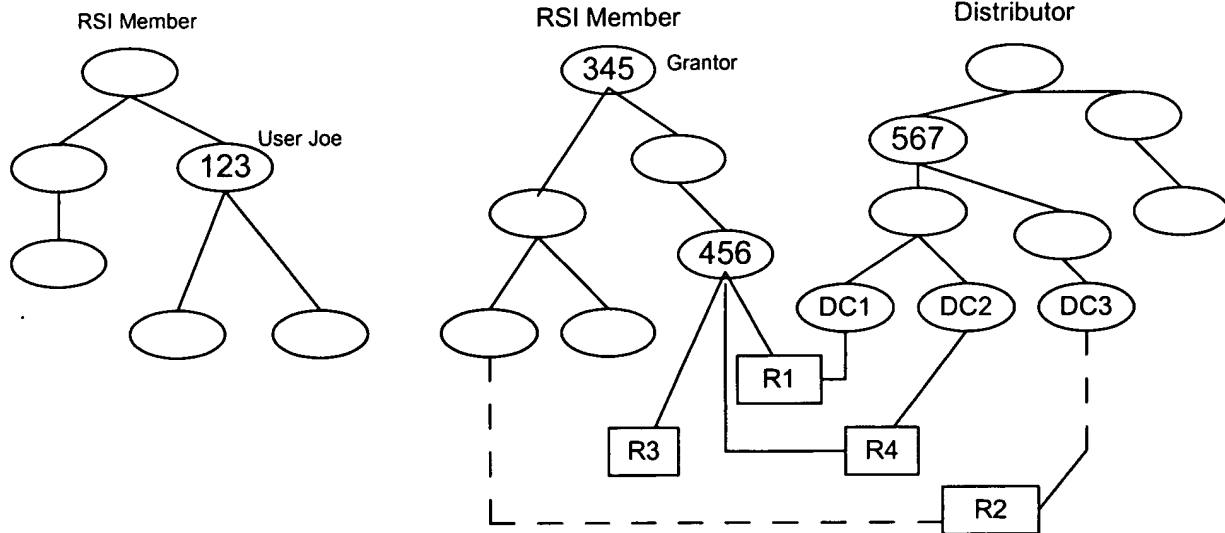 RSI Member
RSI Member
Distributor
345
Grantor
User Joe
123
567
456
DC1
DC2
DC3
R1
R3
R4
R2